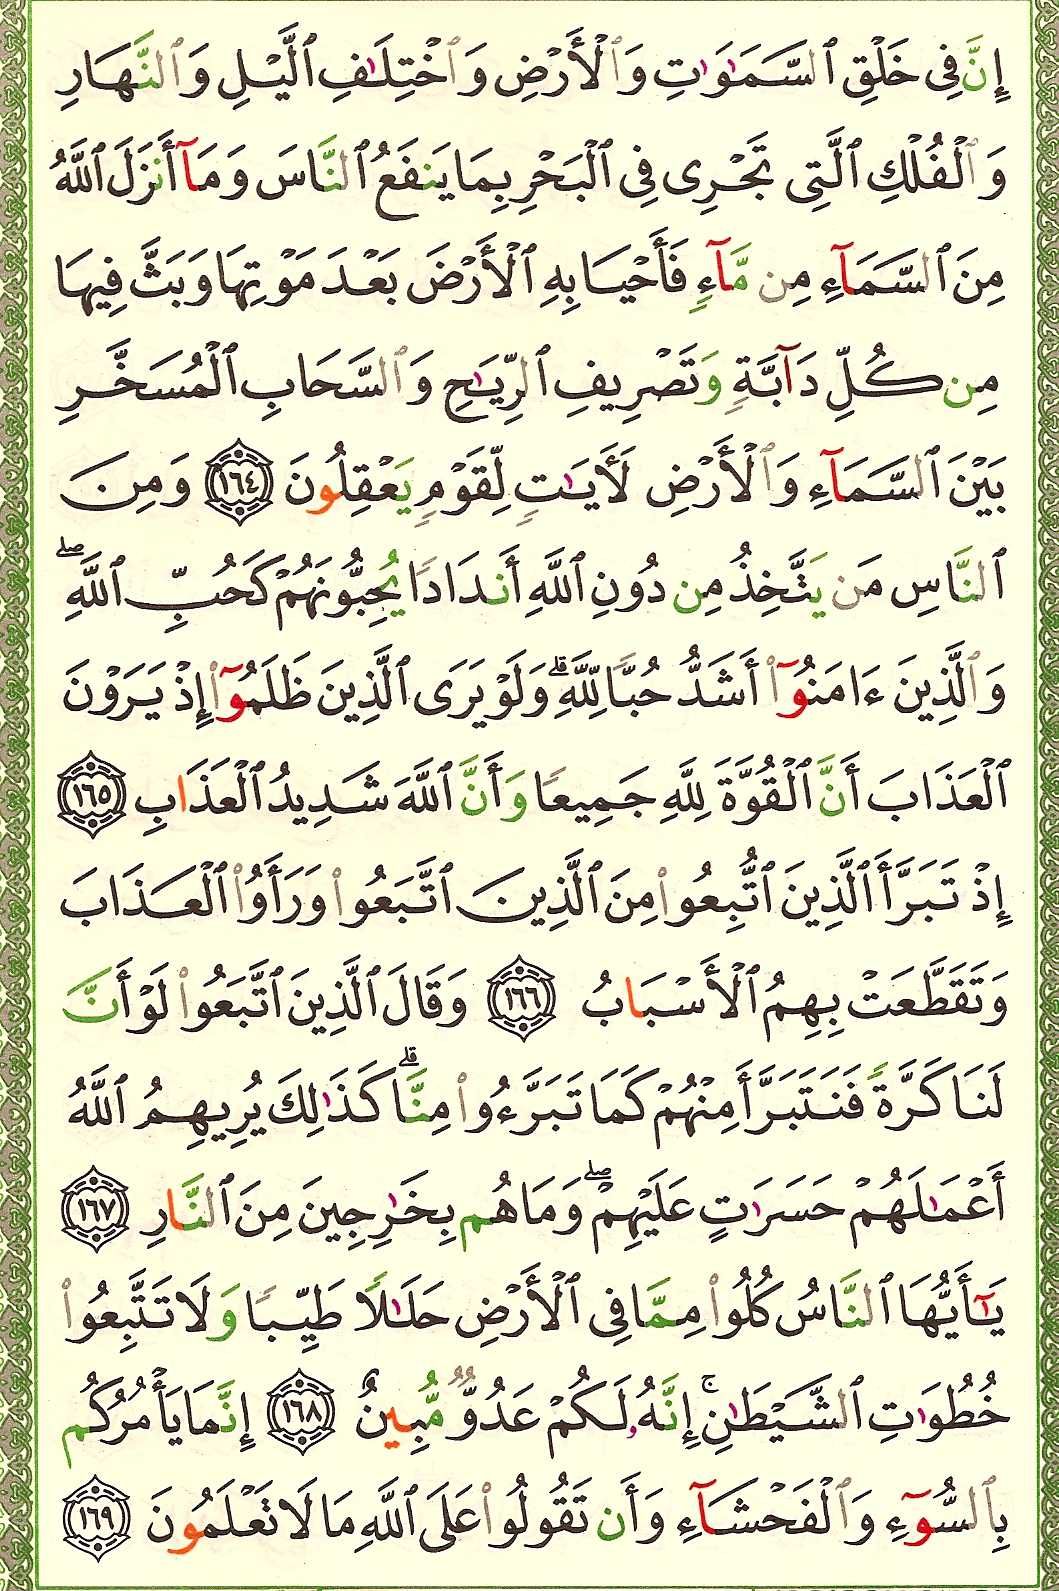 إِنَّ فِى خَلْقِ ٱلسَّمَٰوَٰتِ وَٱلْأَرْضِ وَٱخْتِلَٰفِ ٱلَّيْلِ وَٱلنَّهَارِ
وَٱلْفُلْكِ ٱلَّتِى تَجْرِى فِى ٱلْبَحْرِ بِمَا يَنفَعُ ٱلنَّاسَ وَمَآ أَنزَلَ ٱللَّهُ
مِنَ ٱلسَّمَآءِ مِن مَّآءٍ فَأَحْيَا بِهِ ٱلْأَرْضَ بَعْدَ مَوْتِهَا وَبَثَّ فِيهَا
مِن كُلِّ دَآبَّةٍ وَتَصْرِيفِ ٱلرِّيَٰحِ وَٱلسَّحَابِ ٱلْمُسَخَّرِ
بَيْنَ ٱلسَّمَآءِ وَٱلْأَرْضِ لَأَيَٰتٍ لِّقَوْمٍ يَعْقِلُونَ ١٦٤ وَمِنَ
ٱلنَّاسِ مَن يَتَّخِذُ مِن دُونِ ٱللَّهِ أَندَادًا يُحِبُّونَهُمْ كَحُبِّ ٱللَّهِ ۖ
وَٱلَّذِينَ ءَامَنُوٓا۟ أَشَدُّ حُبًّا لِّلَّهِ ۗ وَلَوْ يَرَى ٱلَّذِينَ ظَلَمُوٓا۟ إِذْ يَرَوْنَ
ٱلْعَذَابَ أَنَّ ٱلْقُوَّةَ لِلَّهِ جَمِيعًا وَأَنَّ ٱللَّهَ شَدِيدُ ٱلْعَذَابِ ١٦٥
إِذْ تَبَرَّأَ ٱلَّذِينَ ٱتُّبِعُوا۟ مِنَ ٱلَّذِينَ ٱتَّبَعُوا۟ وَرَأَوُا۟ ٱلْعَذَابَ
وَتَقَطَّعَتْ بِهِمُ ٱلْأَسْبَابُ ١٦٦ وَقَالَ ٱلَّذِينَ ٱتَّبَعُوا۟ لَوْ أَنَّ
لَنَا كَرَّةً فَنَتَبَرَّأَ مِنْهُمْ كَمَا تَبَرَّءُوا۟ مِنَّا ۗ كَذَٰلِكَ يُرِيهِمُ ٱللَّهُ
أَعْمَٰلَهُمْ حَسَرَٰتٍ عَلَيْهِمْ ۖ وَمَا هُم بِخَٰرِجِينَ مِنَ ٱلنَّارِ ١٦٧
يَٰٓأَيُّهَا ٱلنَّاسُ كُلُوا۟ مِمَّا فِى ٱلْأَرْضِ حَلَٰلًا طَيِّبًا وَلَا تَتَّبِعُوا۟
خُطُوَٰتِ ٱلشَّيْطَٰنِ ۚ إِنَّهُۥ لَكُمْ عَدُوٌّ مُّبِينٌ ١٦٨ إِنَّمَا يَأْمُرُكُم
بِٱلسُّوٓءِ وَٱلْفَحْشَآءِ وَأَن تَقُولُوا۟ عَلَى ٱللَّهِ مَا لَا تَعْلَمُونَ ١٦٩